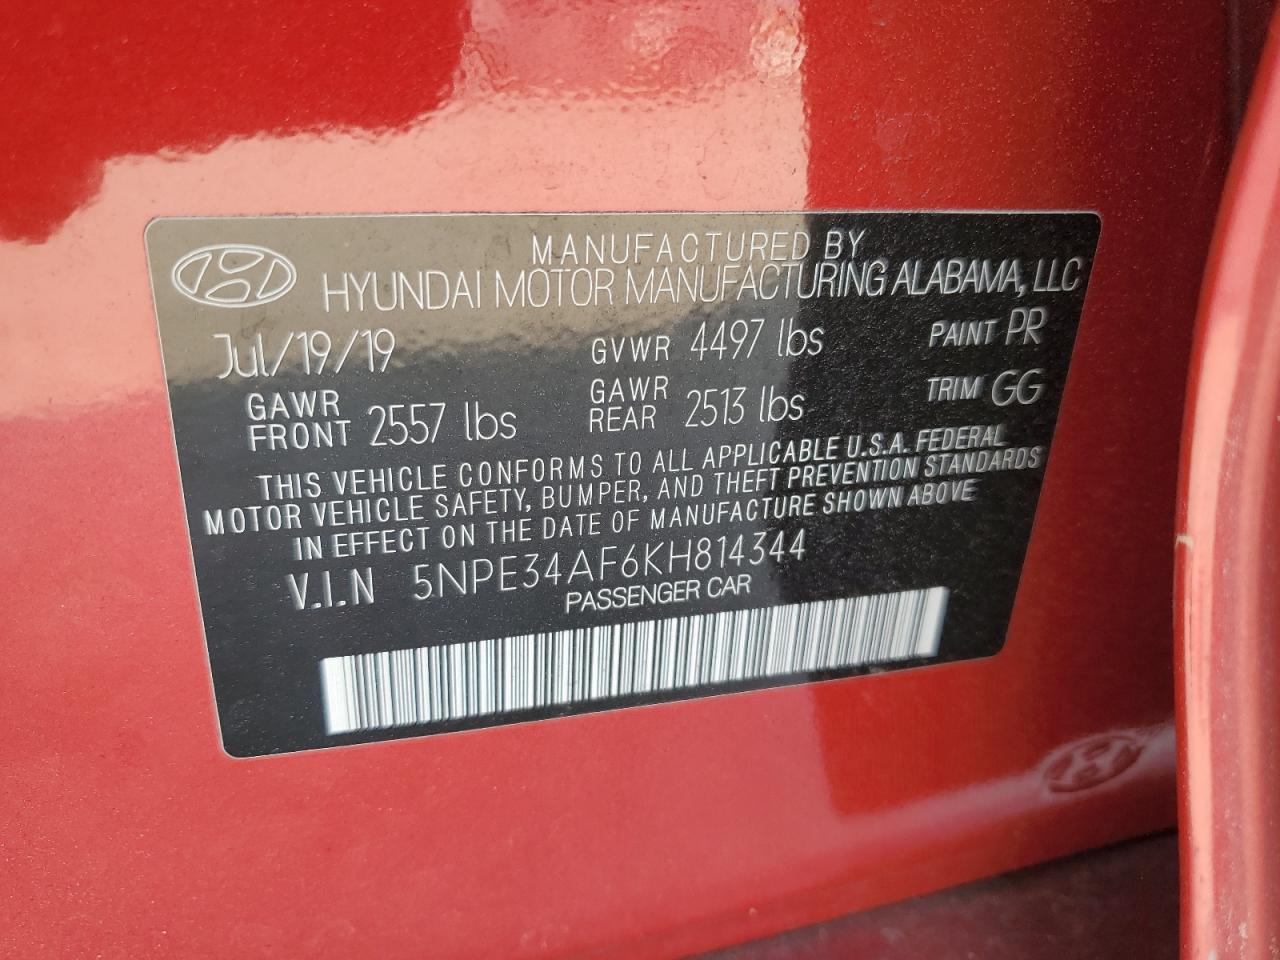 MANUFACTURED BY
HYUNDAI MOTOR MANUFACTURING ALABAMA, LLC
Jul/19/19 GVWR 4497 lbs PAINT PR
GAWR FRONT 2557 lbs GAWR REAR 2513 lbs TRIM GG
THIS VEHICLE CONFORMS TO ALL APPLICABLE U.S.A. FEDERAL
MOTOR VEHICLE SAFETY, BUMPER, AND THEFT PREVENTION STANDARDS
IN EFFECT ON THE DATE OF MANUFACTURE SHOWN ABOVE
V.I.N 5NPE34AF6KH814344
PASSENGER CAR